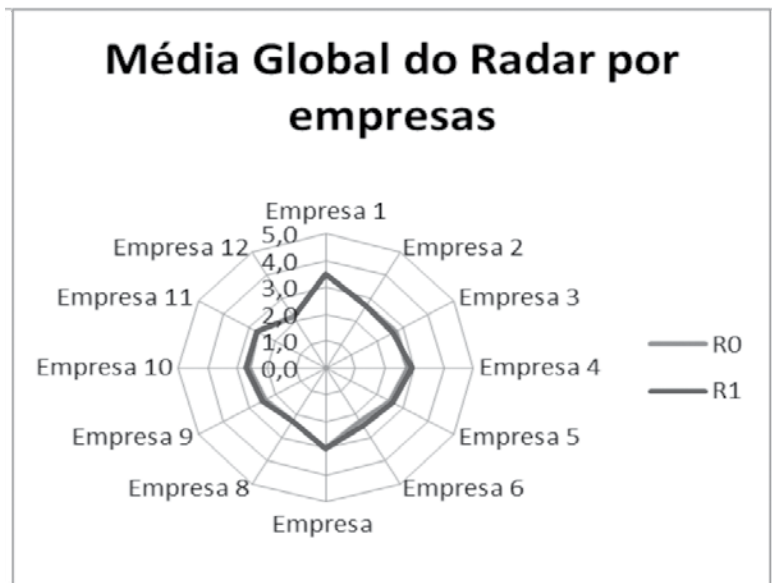 Média Global do Radar por
empresas
Empresa 1
5,0
Empresa 12
Empresa 2
4,0
Empresa 11
3,0
Empresa 3
2,0
1,0
Empresa 10
0,0
Empresa 4
R0
R1
Empresa 9
Empresa 5
Empresa 8
Empresa 6
Empresa